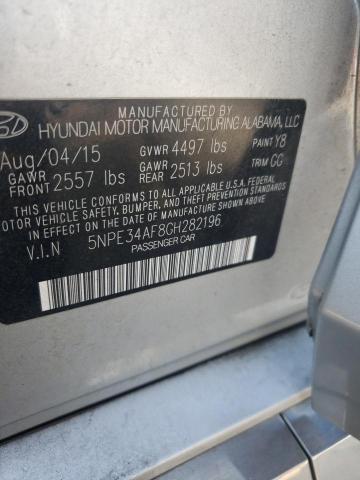 MANUFACTURED BY
HYUNDAI MOTOR MANUFACTURING ALABAMA, LLC
Aug/04/15 GVWR 4497 lbs PAINT Y8
GAWR FRONT 2557 lbs GAWR REAR 2513 lbs TRIM GC
THIS VEHICLE CONFORMS TO ALL APPLICABLE U.S.A. FEDERAL
MOTOR VEHICLE SAFETY, BUMPER, AND THEFT PREVENTION
STANDARDS IN EFFECT ON THE DATE OF MANUFACTURE SHOWN ABOVE.
V.I.N 5NPE34AF8GH282196
PASSENGER CAR